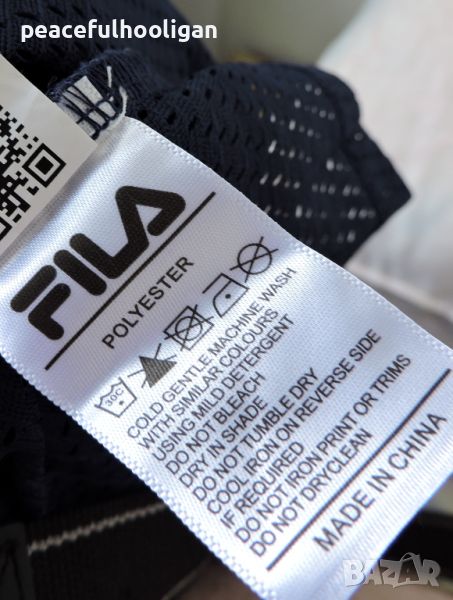 peacefulhooligan
FILA
POLYESTER
30C
COLD GENTLE MACHINE WASH
WITH SIMILAR COLOURS
USING MILD DETERGENT
DO NOT BLEACH
DRY IN SHADE
DO NOT TUMBLE DRY
COOL IRON ON REVERSE SIDE
IF REQUIRED
DO NOT IRON PRINT OR TRIMS
DO NOT DRYCLEAN
MADE IN CHINA
BAZAR